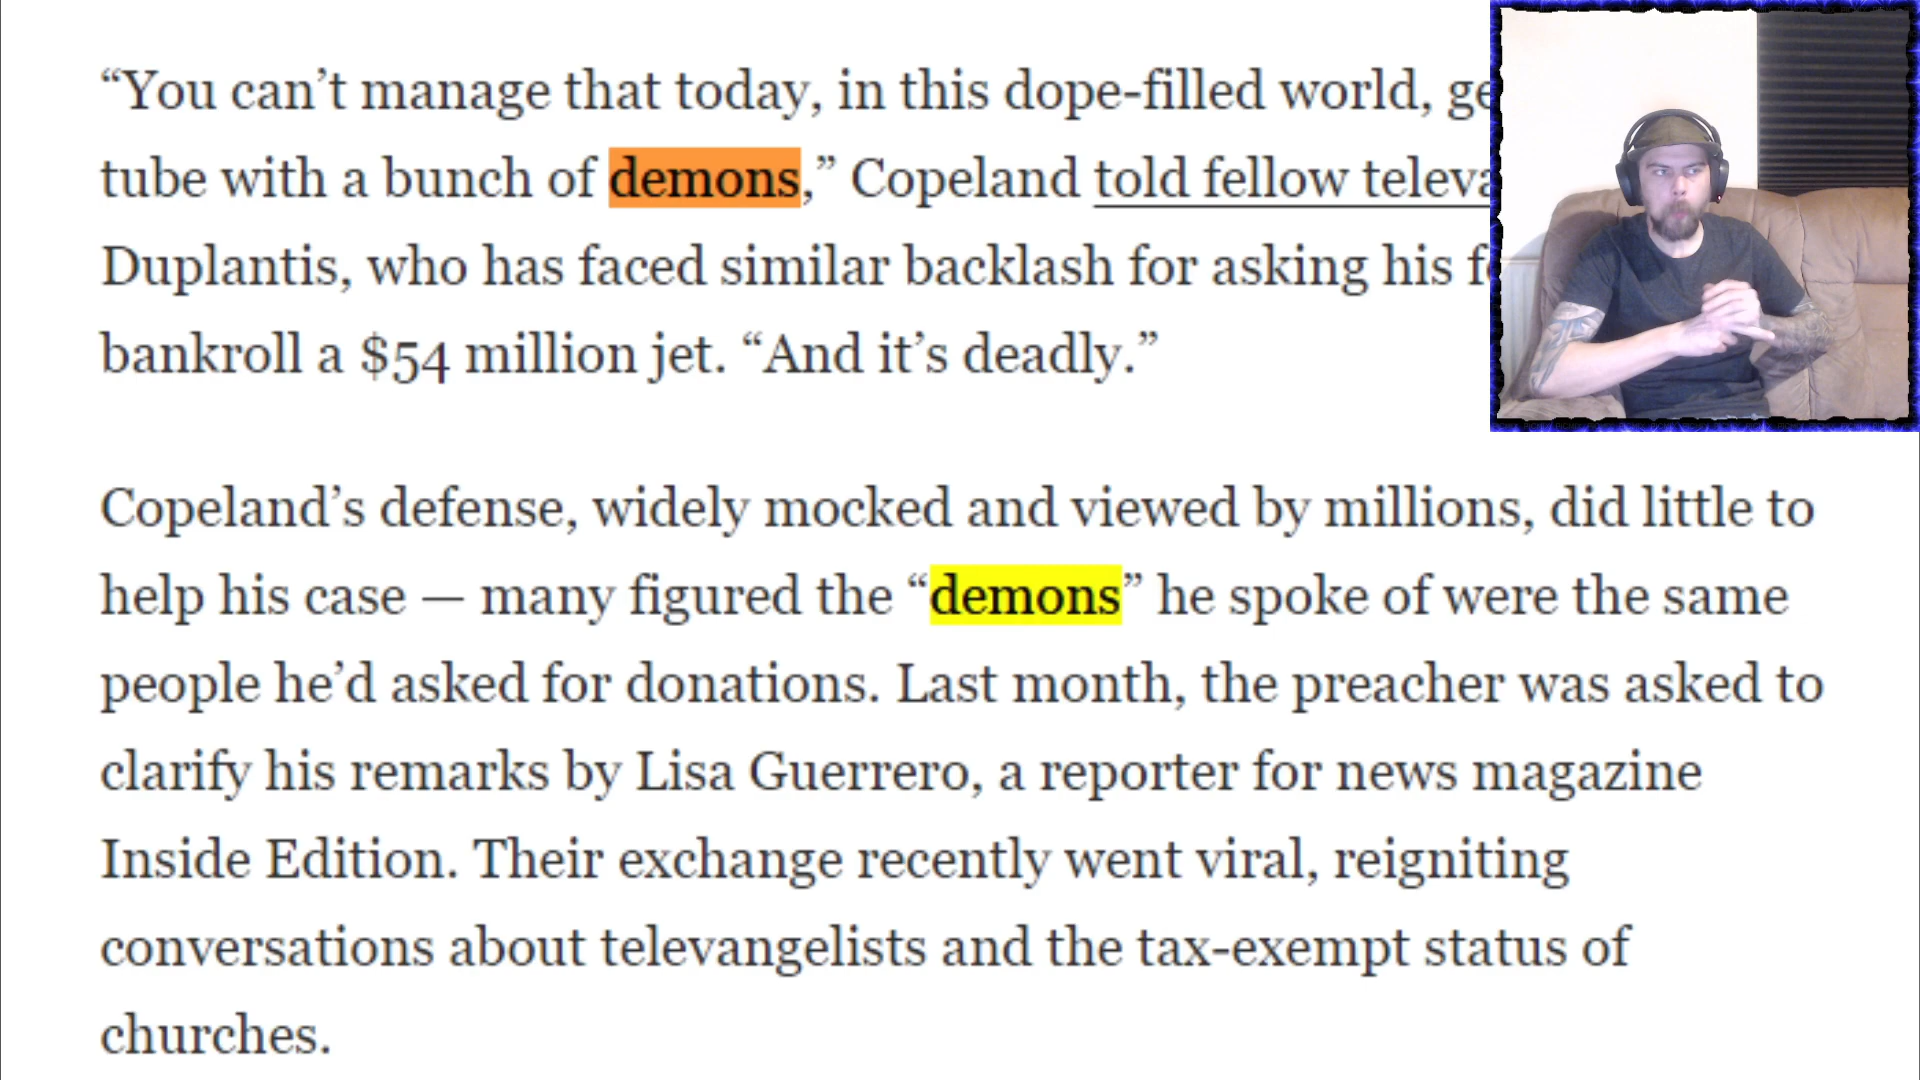 “You can’t manage that today, in this dope-filled world, ge
tube with a bunch of demons,” Copeland told fellow televa
Duplantis, who has faced similar backlash for asking his f
bankroll a $54 million jet. “And it’s deadly.”
Copeland’s defense, widely mocked and viewed by millions, did little to
help his case — many figured the “demons” he spoke of were the same
people he’d asked for donations. Last month, the preacher was asked to
clarify his remarks by Lisa Guerrero, a reporter for news magazine
Inside Edition. Their exchange recently went viral, reigniting
conversations about televangelists and the tax-exempt status of
churches.